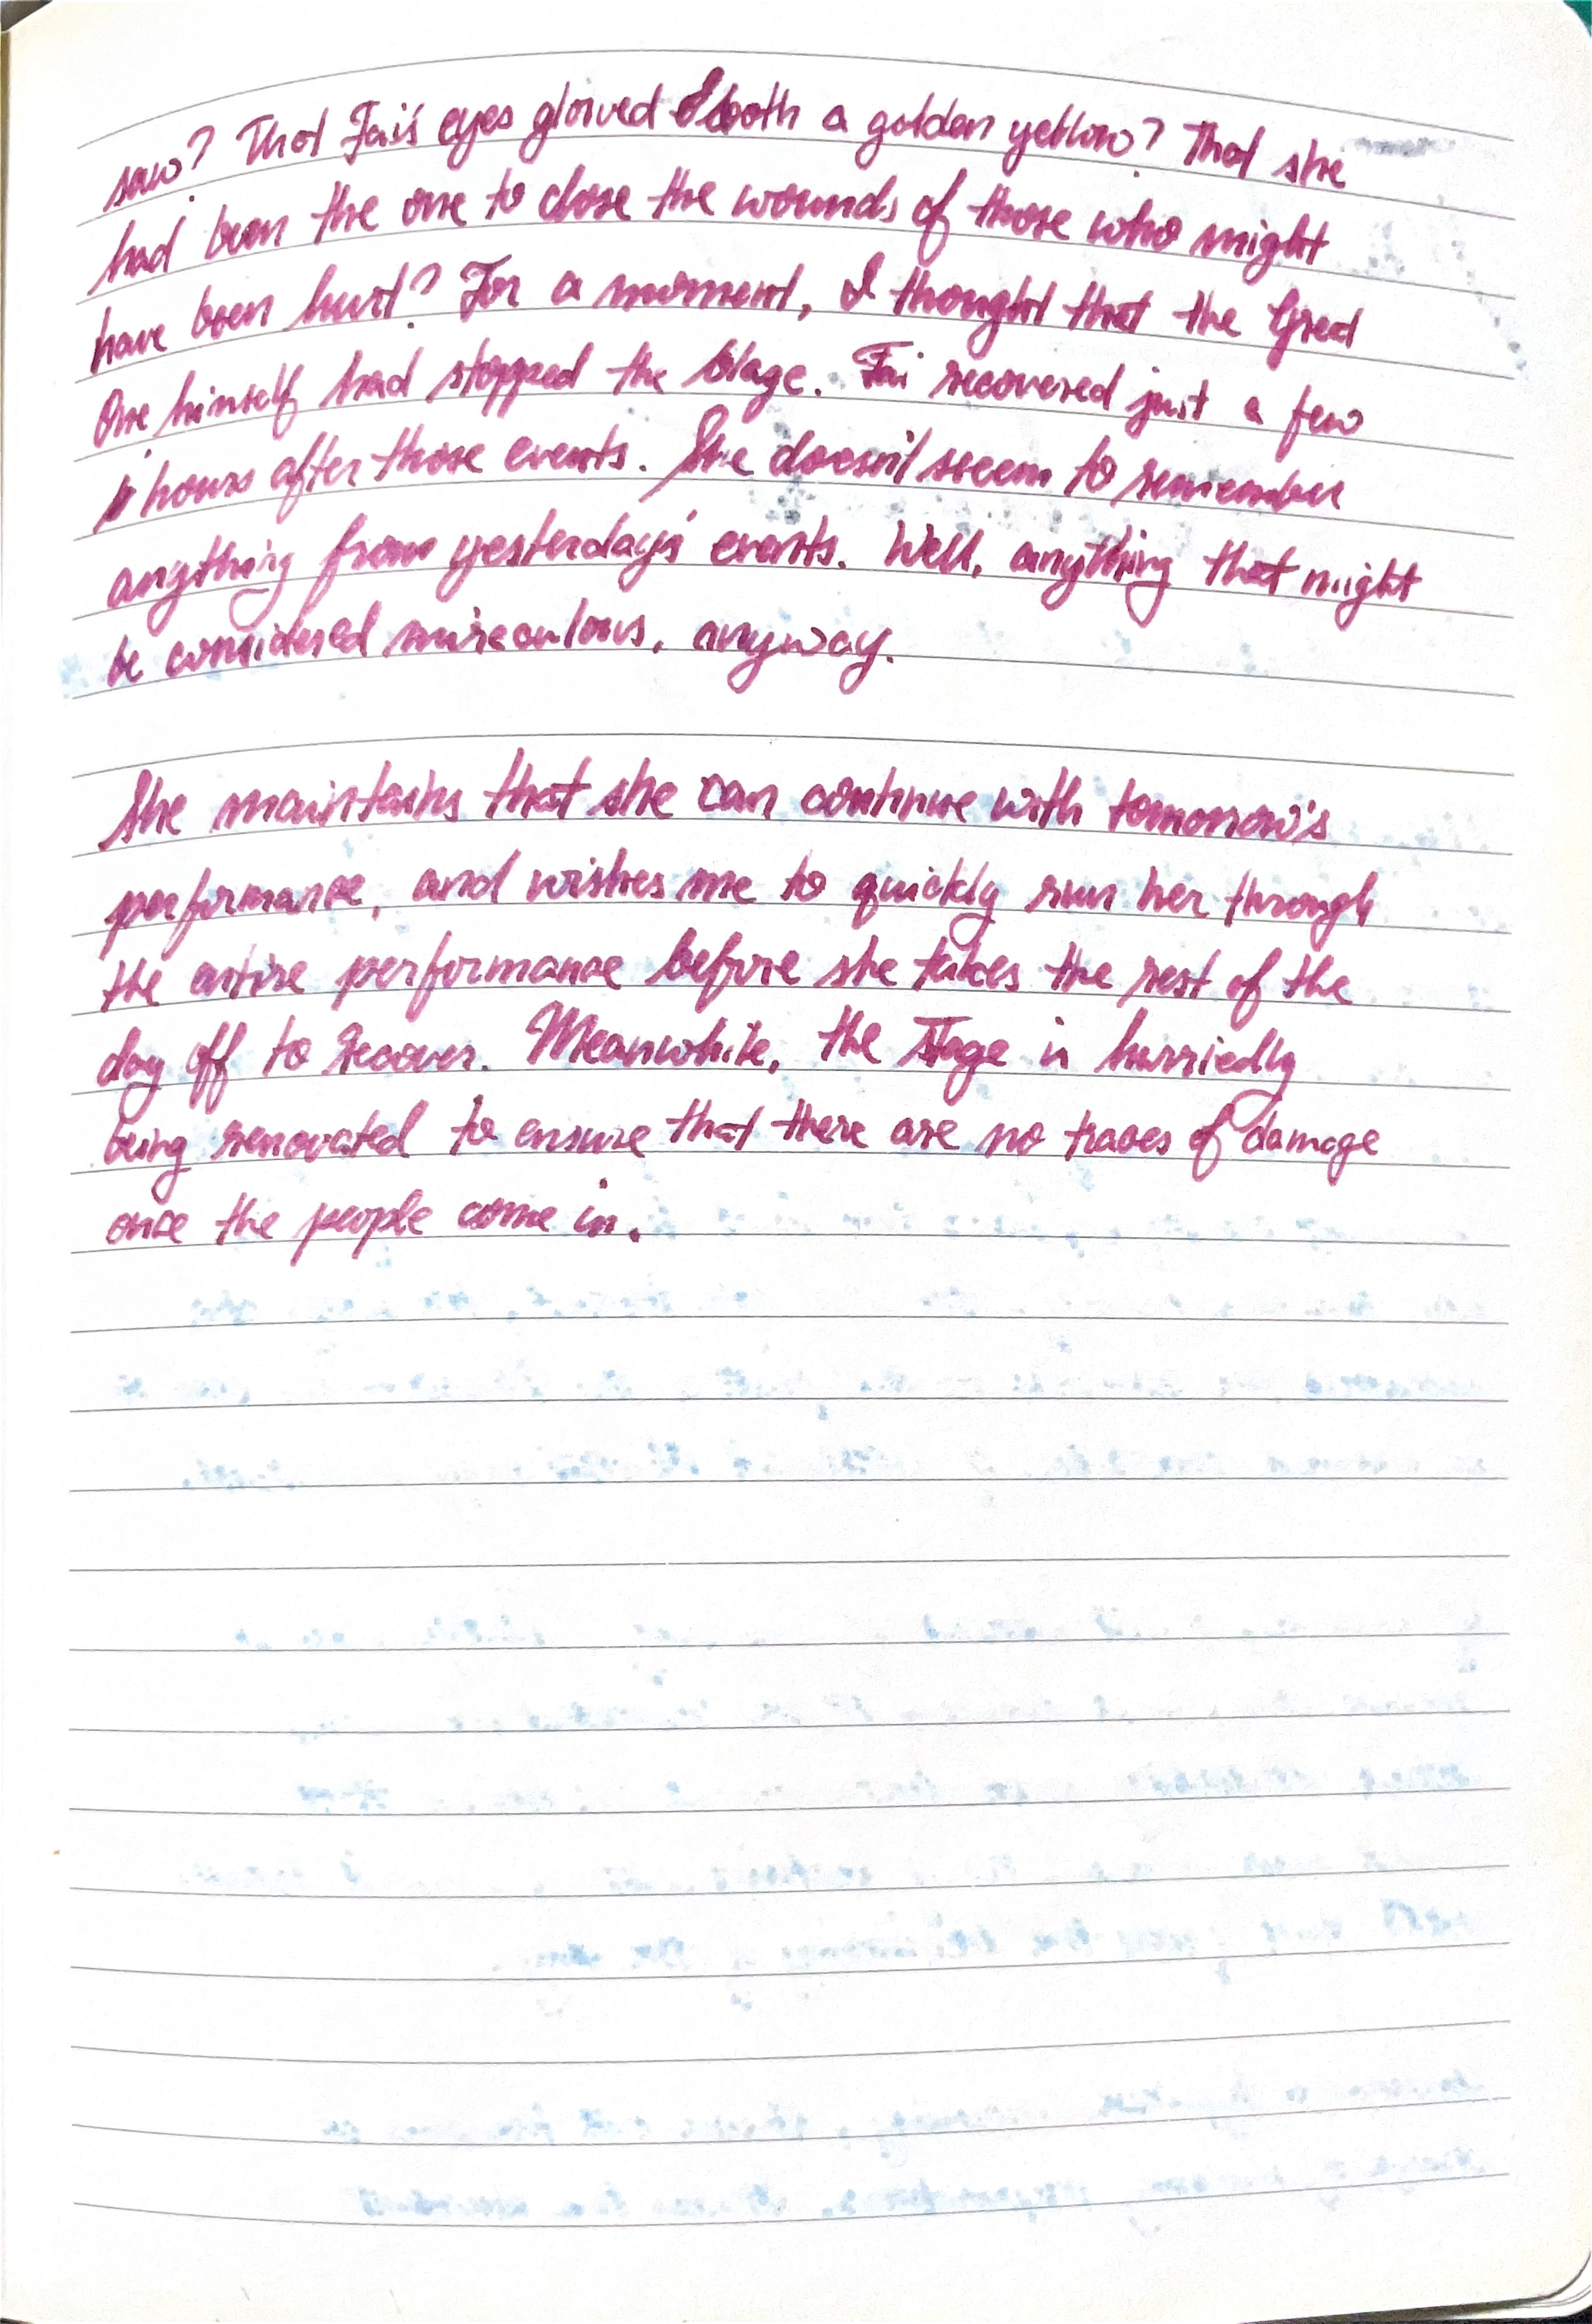 saw? That Fai's eyes glowed both a golden yellow? That she
had been the one to close the wounds of those who might
have been hurt? For a moment, I thought that the Great
One himself had stopped the blaze. Fai recovered just a few
hours after those events. She doesn't seem to remember
anything from yesterday's events. Well, anything that might
be considered miraculous, anyway.
She maintains that she can continue with tomorrow's
performance, and wishes me to quickly run her through
the entire performance before she takes the rest of the
day off to recover. Meanwhile, the stage is hurriedly
being renovated to ensure that there are no traces of damage
once the people come in.